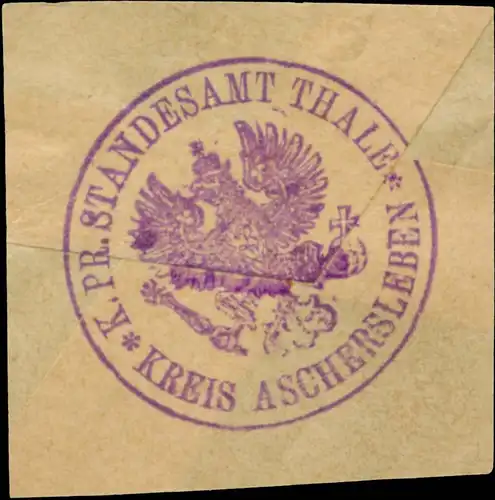 K. PR. STANDESAMT THALE
* KREIS ASCHERSLEBEN *